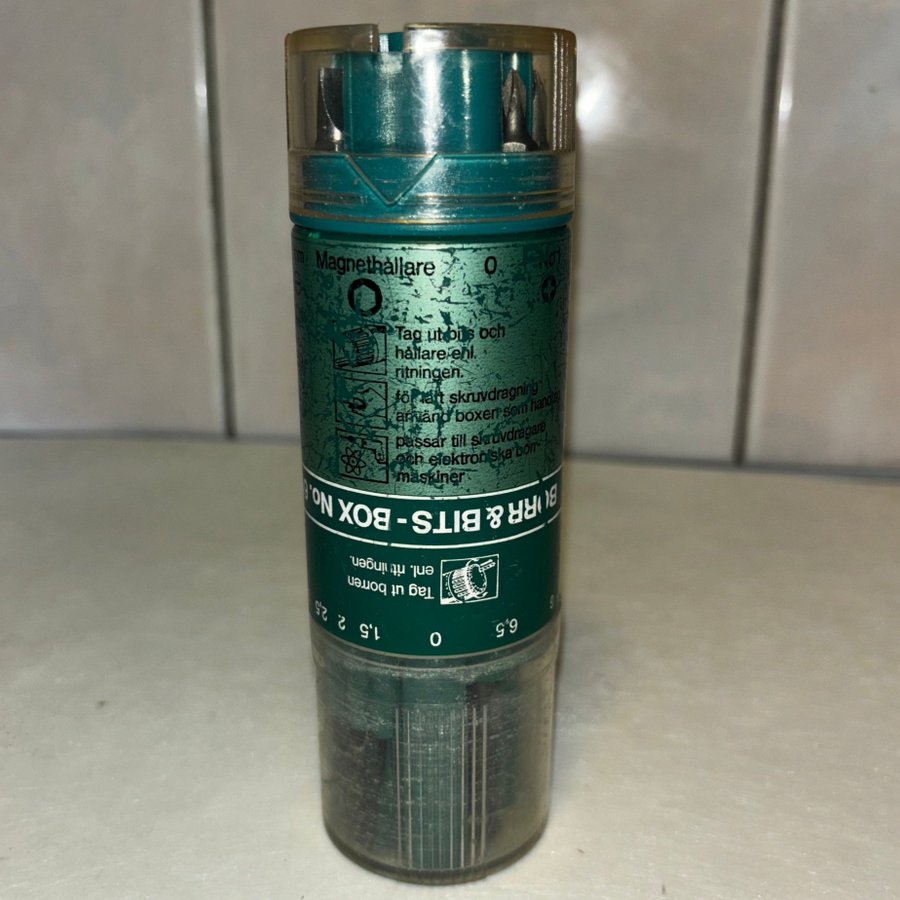 Magnethållare 0
Tag ut bits och
hållare enl.
ritningen.
för lätt skruvdragning
använd boxen som
passar till skruvdragare
och elektroniska borr-
maskiner
BORR & BITS - BOX No.
Tag ut borren
enl. ritningen.
6,5 0 1,5 2 2,5